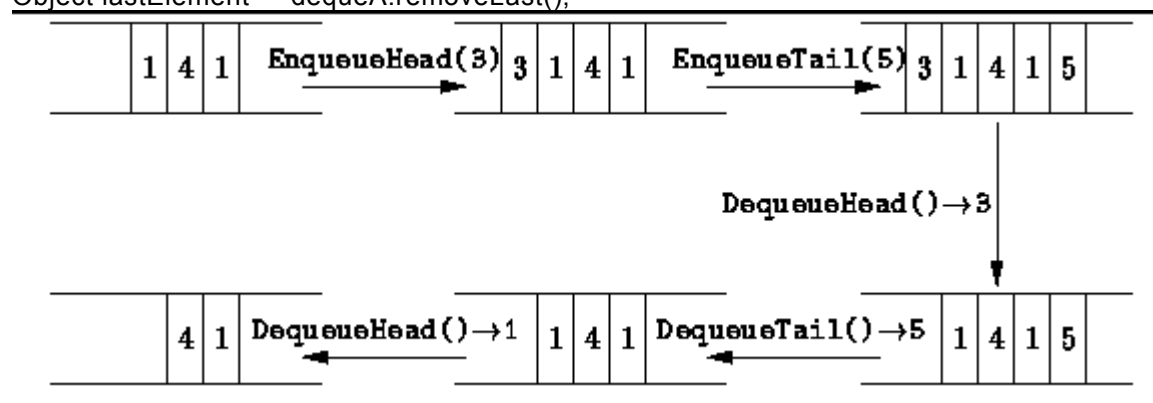 Object lastElement dequeA.removeLast();
1 4 1 EnqueueHead(3) 3 1 4 1 EnqueueTail(5) 3 1 4 1 5
DequeueHead()→3
4 1 DequeueHead()→1 1 4 1 DequeueTail()→5 1 4 1 5